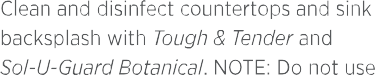 Clean and disinfect countertops and sink
backsplash with Tough & Tender and
Sol-U-Guard Botanical. NOTE: Do not use